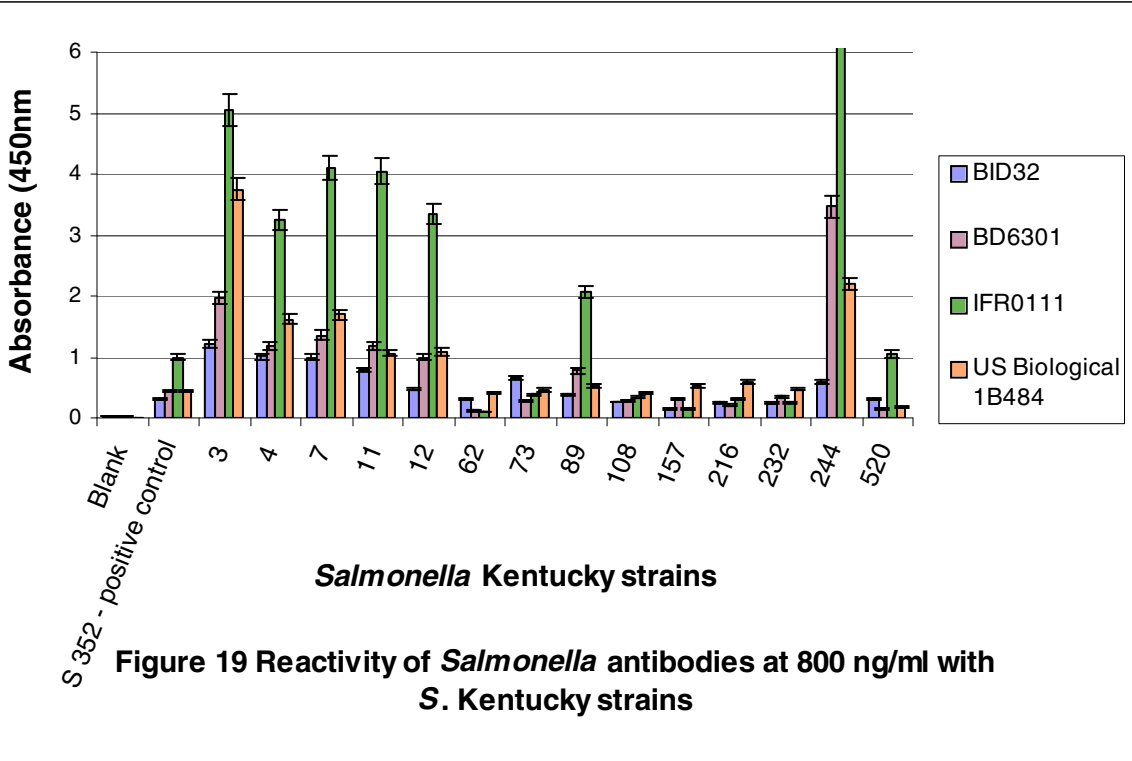 6
5
4
3
2
1
0
Absorbance (450nm
Blank
S 352 - positive control
3
4
7
11
12
62
73
89
108
157
216
232
244
520
Salmonella Kentucky strains
BID32
BD6301
IFR0111
US Biological
1B484
Figure 19 Reactivity of Salmonella antibodies at 800 ng/ml with
S. Kentucky strains